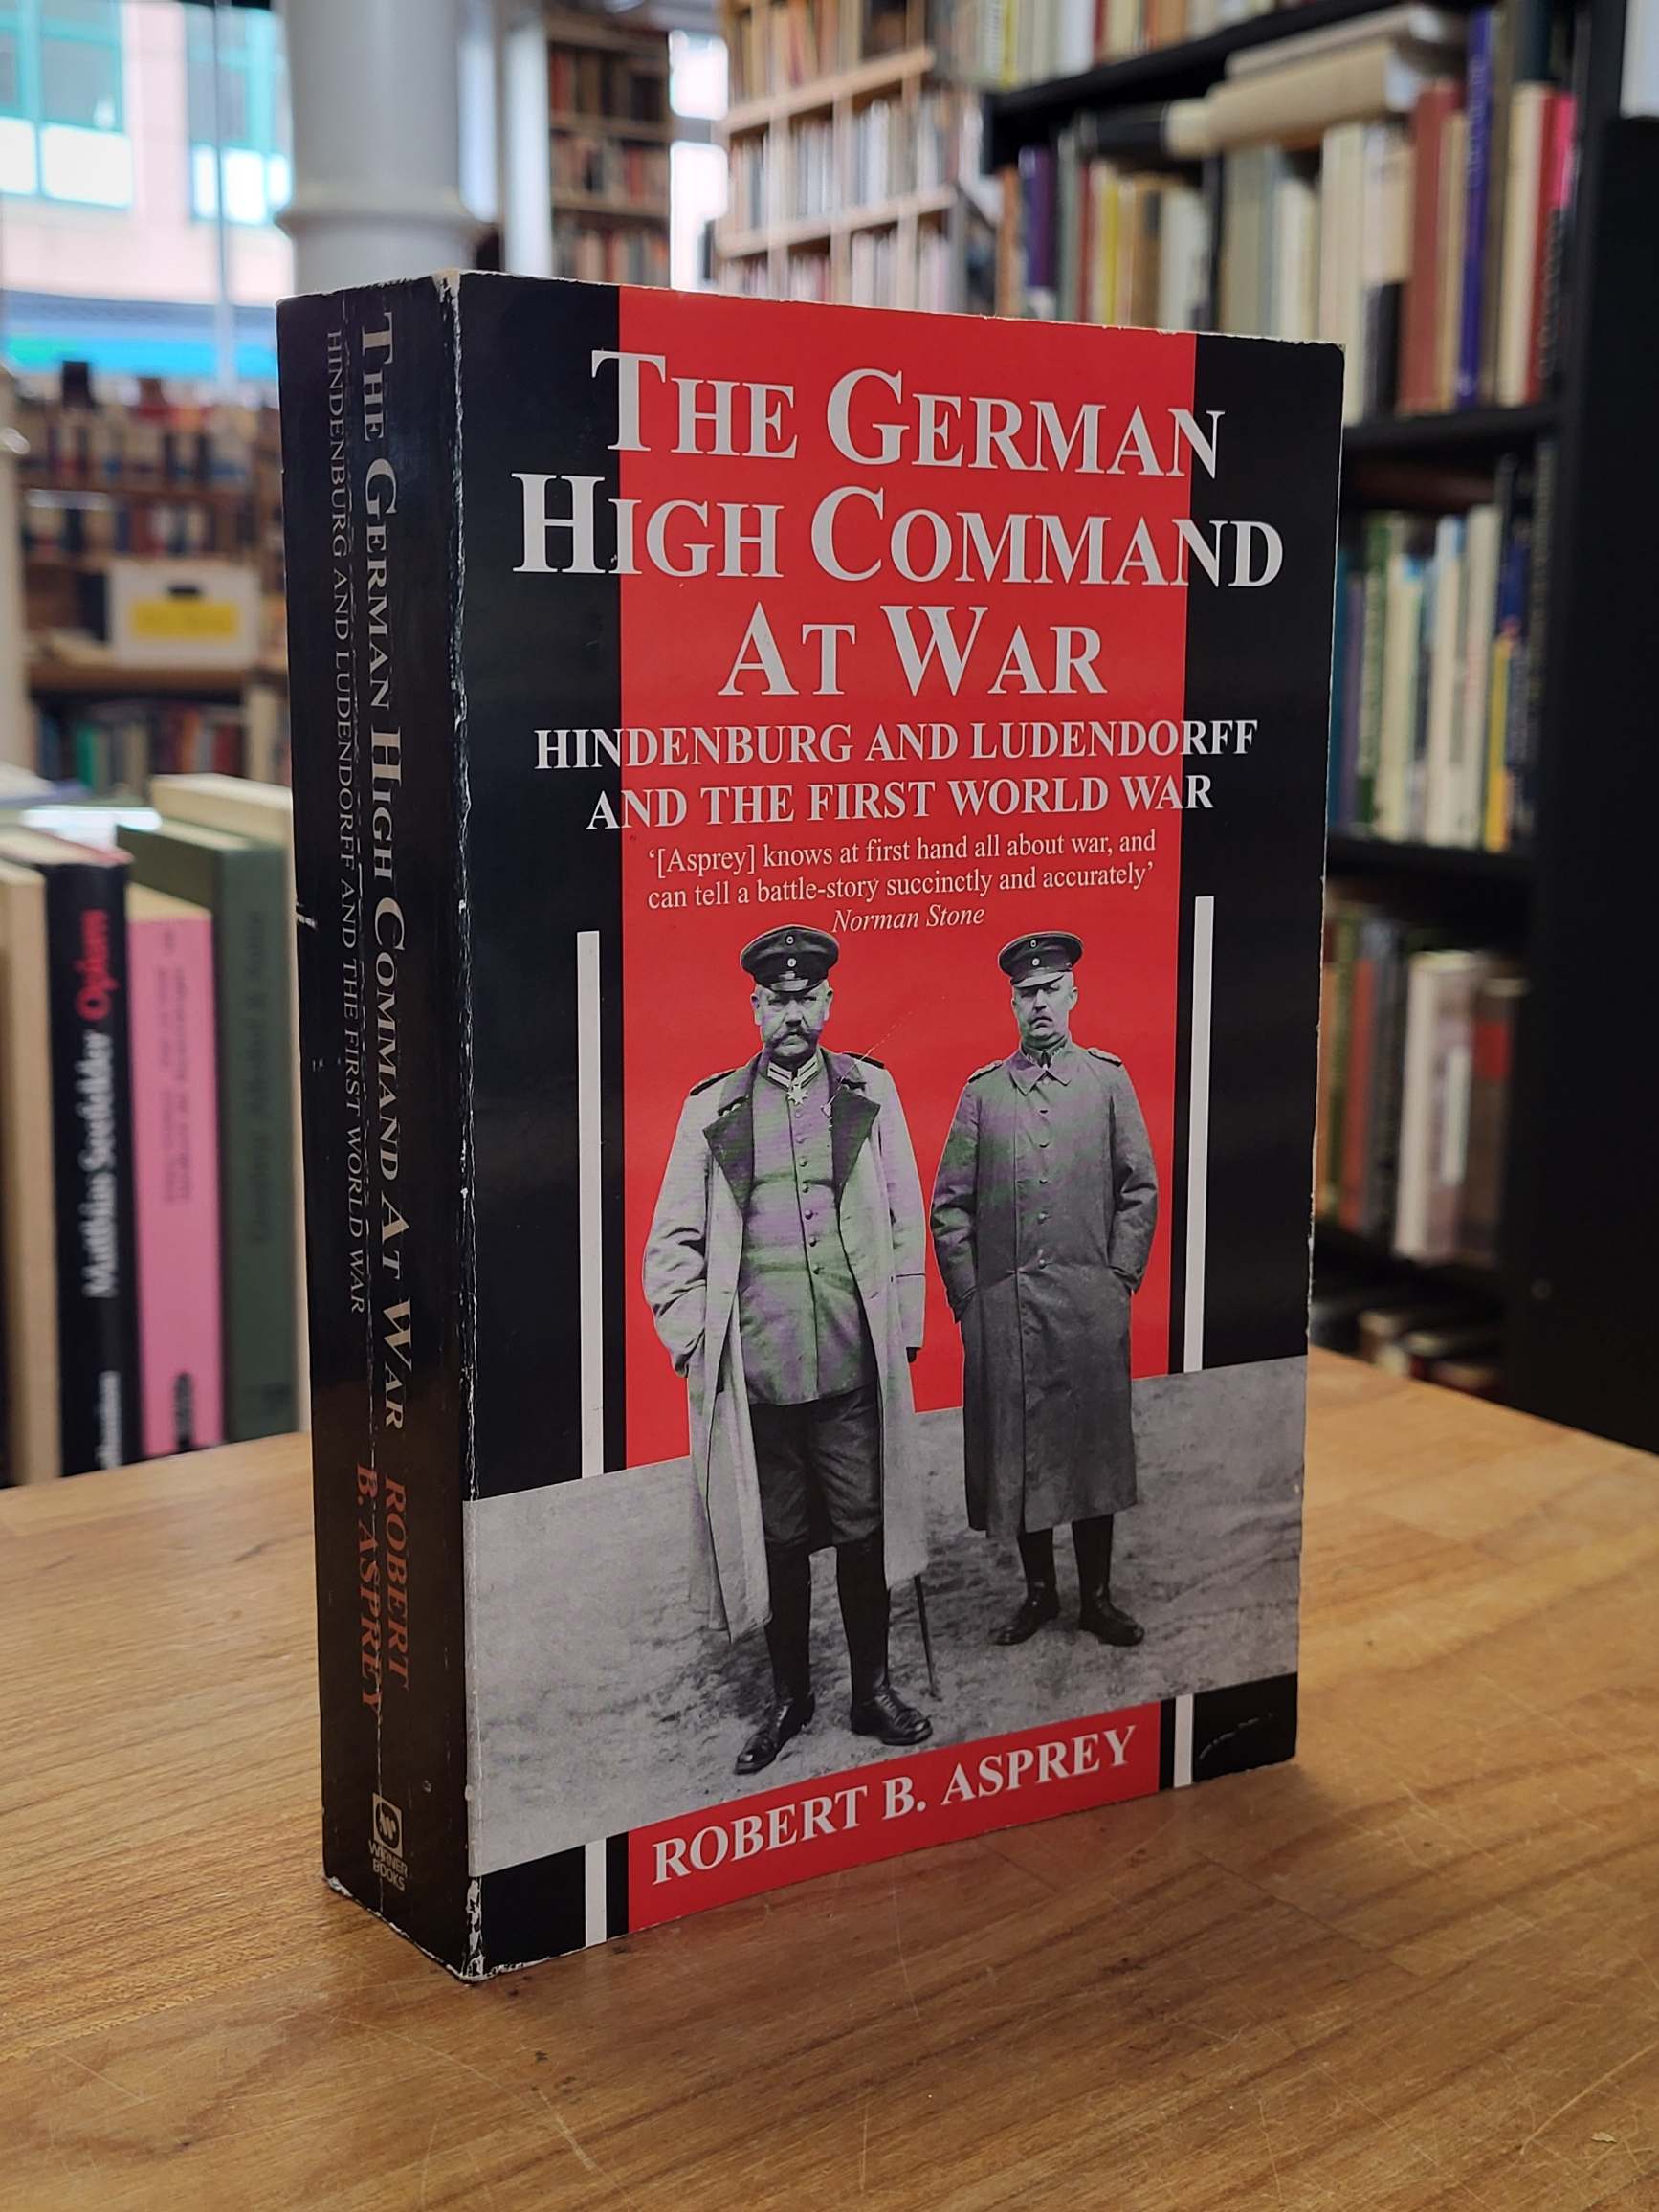 THE GERMAN
HIGH COMMAND
AT WAR
HINDENBURG AND LUDENDORFF
AND THE FIRST WORLD WAR
‘[Asprey] knows at first hand all about war, and
can tell a battle-story succinctly and accurately’
Norman Stone
ROBERT B. ASPREY
THE GERMAN HIGH COMMAND AT WAR
HINDENBURG AND LUDENDORFF AND THE FIRST WORLD WAR
ROBERT
B. ASPREY
WARNER
BOOKS
Matthias Seefelder Opium